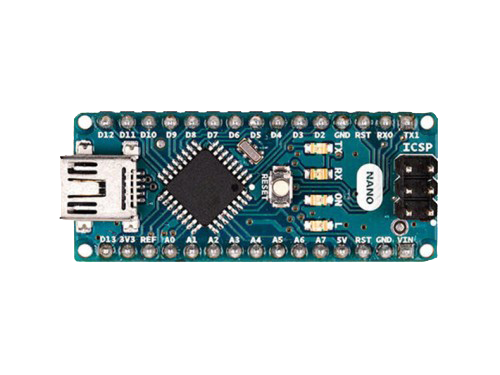 D12 D11 D10 D9 D8 D7 D6 D5 D4 D3 D2 GND RST RX0 TX1
ICSP
TX
RX
ON
RESET
NANO
D13 3V3 REF A0 A1 A2 A3 A4 A5 A6 A7 5V RST GND VIN